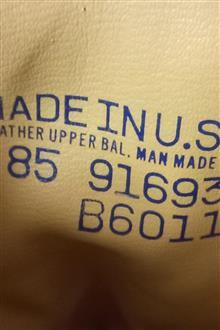 MADE IN U.S
ATHER UPPER BAL. MAN MADE
85 91693
B6011